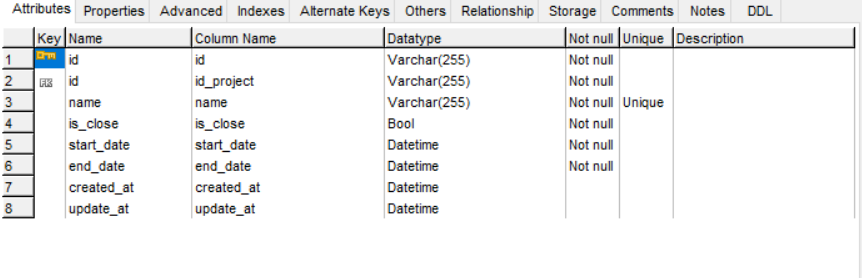 Attributes Properties Advanced Indexes Alternate Keys Others Relationship Storage Comments Notes DDL
Key Name Column Name Datatype Not null Unique Description
1 id id Varchar(255) Not null
2 FK id id_project Varchar(255) Not null
3 name name Varchar(255) Not null Unique
4 is_close is_close Bool Not null
5 start_date start_date Datetime Not null
6 end_date end_date Datetime Not null
7 created_at created_at Datetime
8 update_at update_at Datetime